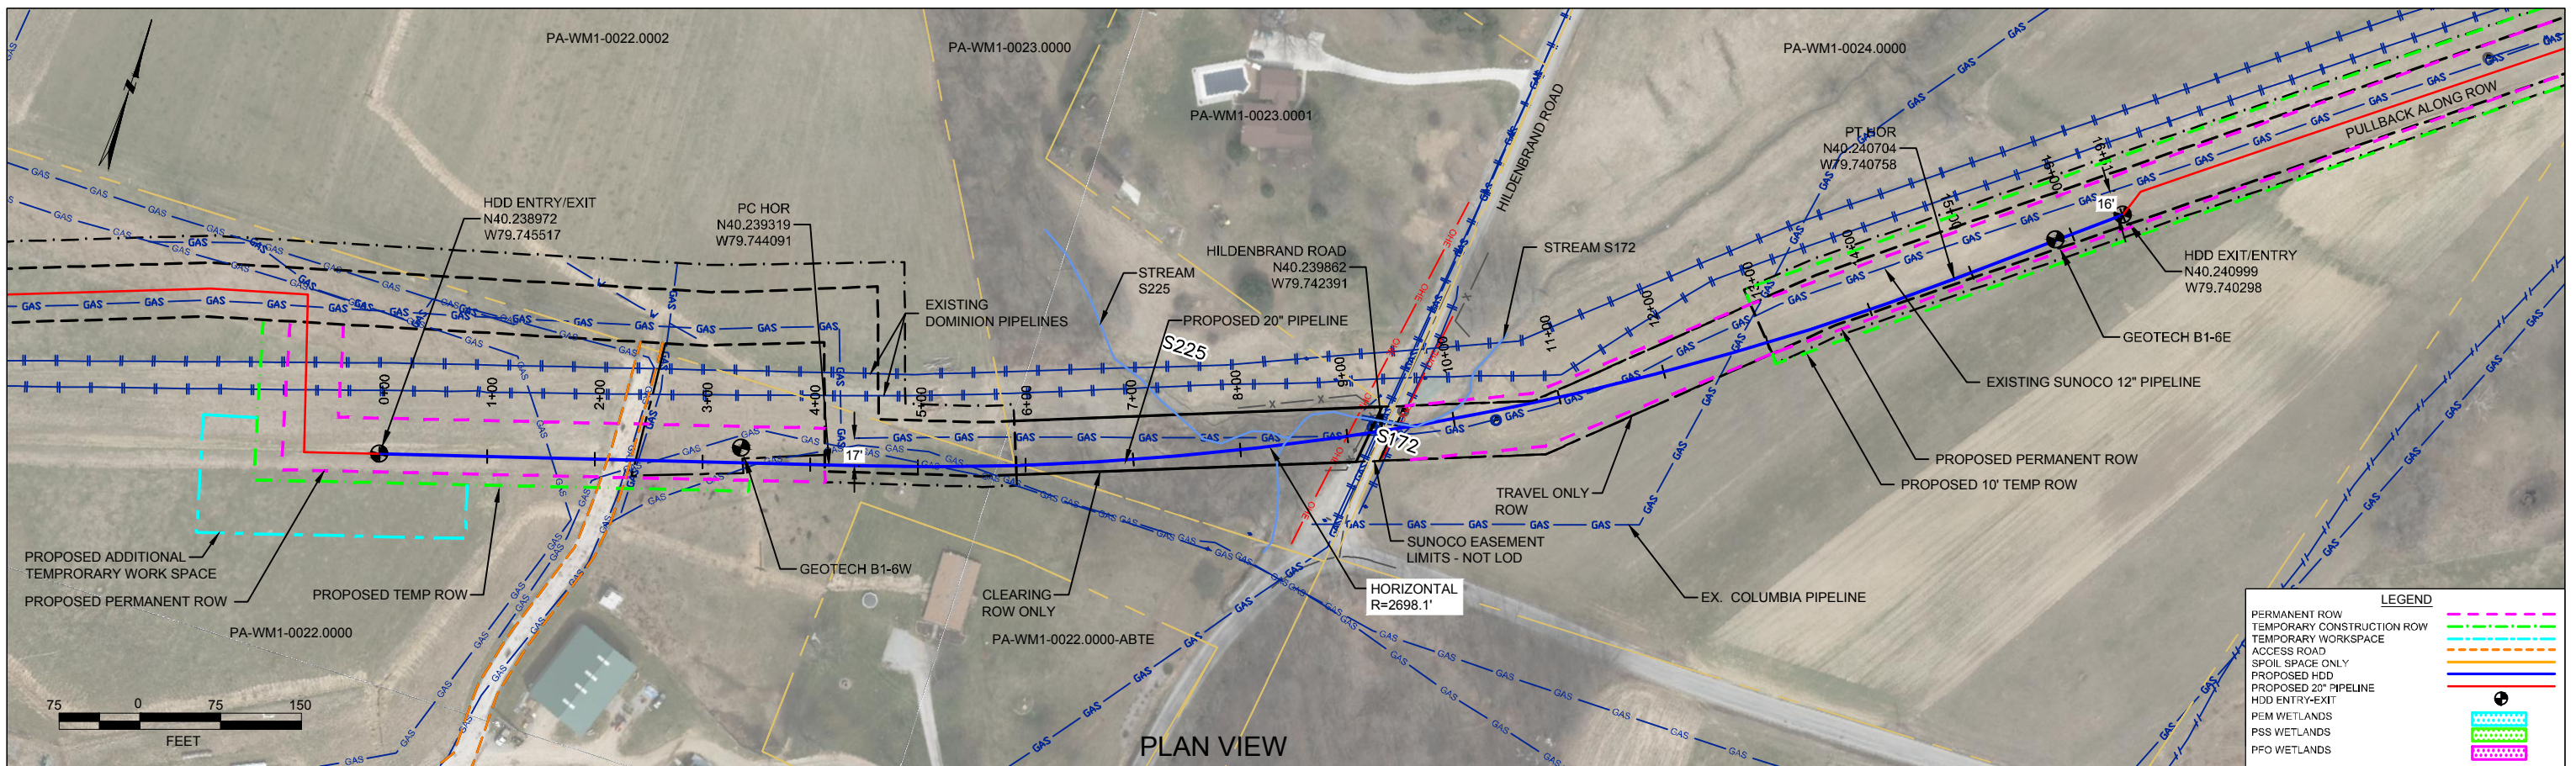 PA-WM1-0022.0002
PA-WM1-0023.0000
PA-WM1-0024.0000
PA-WM1-0023.0001
N
HDD ENTRY/EXIT
N40.238972
W79.745517
PC HOR
N40.239319
W79.744091
EXISTING
DOMINION PIPELINES
STREAM
S225
S225
PROPOSED 20" PIPELINE
HILDENBRAND ROAD
N40.239862
W79.742391
HILDENBRAND ROAD
STREAM S172
S172
PT HOR
N40.240704
W79.740758
PULLBACK ALONG ROW
16'
HDD EXIT/ENTRY
N40.240999
W79.740298
GEOTECH B1-6E
EXISTING SUNOCO 12" PIPELINE
PROPOSED PERMANENT ROW
PROPOSED 10' TEMP ROW
TRAVEL ONLY
ROW
SUNOCO EASEMENT
LIMITS - NOT LOD
EX. COLUMBIA PIPELINE
HORIZONTAL
R=2698.1'
CLEARING
ROW ONLY
GEOTECH B1-6W
17'
0+00
1+00
2+00
3+00
4+00
5+00
6+00
7+00
8+00
9+00
10+00
11+00
12+00
13+00
14+00
15+00
16+00
16+11
GAS
OHE
PROPOSED ADDITIONAL
TEMPRORARY WORK SPACE
PROPOSED PERMANENT ROW
PROPOSED TEMP ROW
PA-WM1-0022.0000
PA-WM1-0022.0000-ABTE
75 0 75 150
FEET
PLAN VIEW
LEGEND
PERMANENT ROW
TEMPORARY CONSTRUCTION ROW
TEMPORARY WORKSPACE
ACCESS ROAD
SPOIL SPACE ONLY
PROPOSED HDD
PROPOSED 20" PIPELINE
HDD ENTRY-EXIT
PEM WETLANDS
PSS WETLANDS
PFO WETLANDS